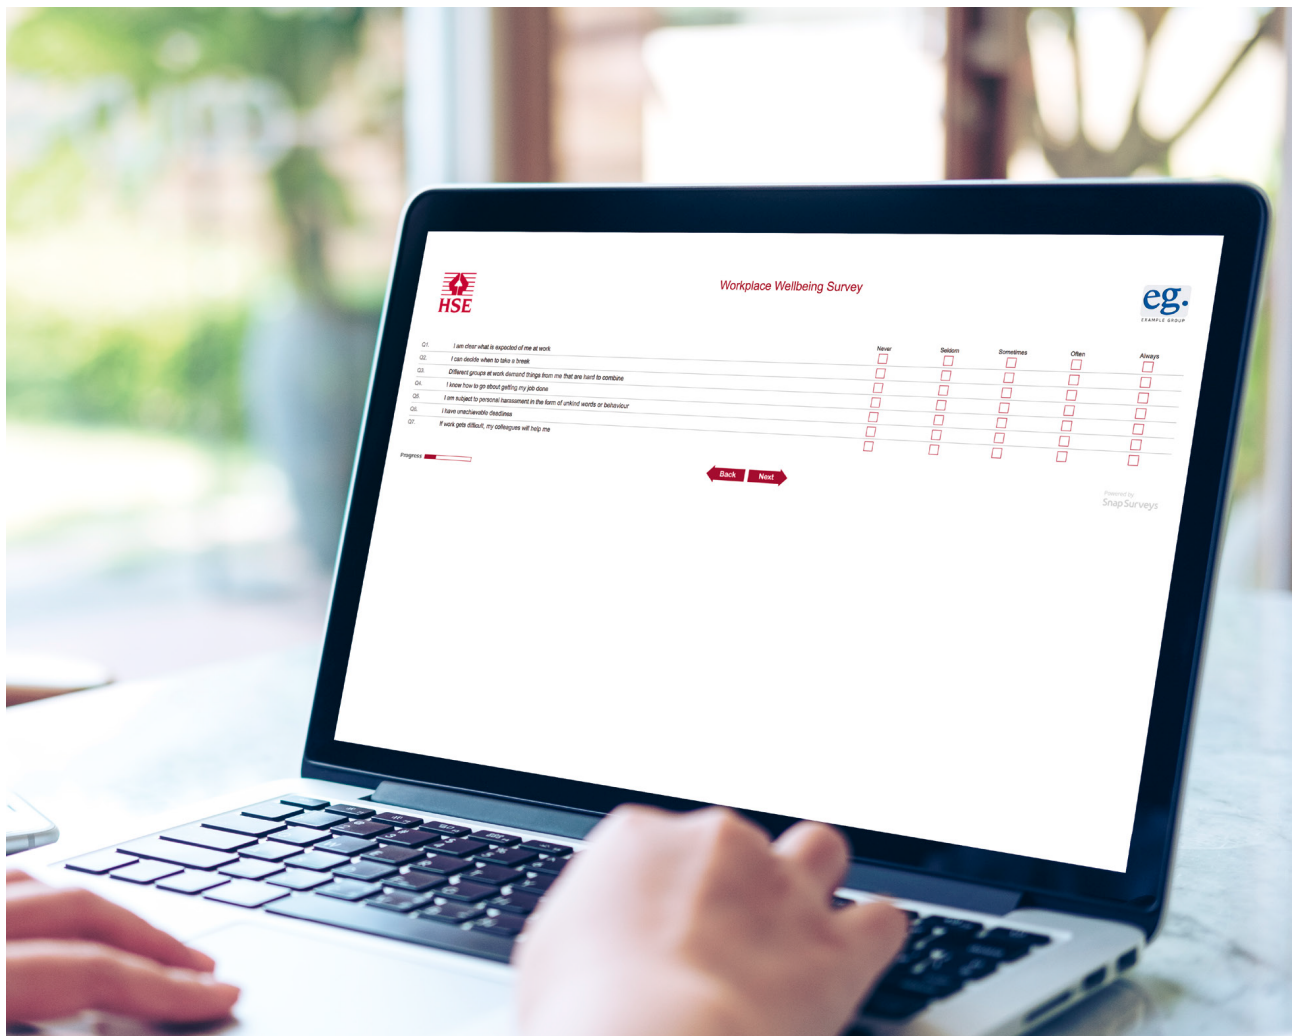 HSE
Workplace Wellbeing Survey
eg.
EXAMPLE GROUP
Never Seldom Sometimes Often Always
Q1. I am clear what is expected of me at work
Q2. I can decide when to take a break
Q3. Different groups at work demand things from me that are hard to combine
Q4. I know how to go about getting my job done
Q5. I am subject to personal harassment in the form of unkind words or behaviour
Q6. I have unachievable deadlines
Q7. If work gets difficult, my colleagues will help me
Progress
Back Next
Powered by
Snap Surveys